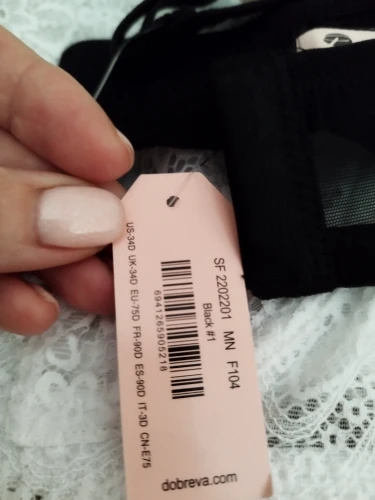 SF 2202201 MN F104
Black #1
6941265905218
US-34D UK-34D EU-75D FR-90D ES-90D IT-3D CN-E75
dobreva.com